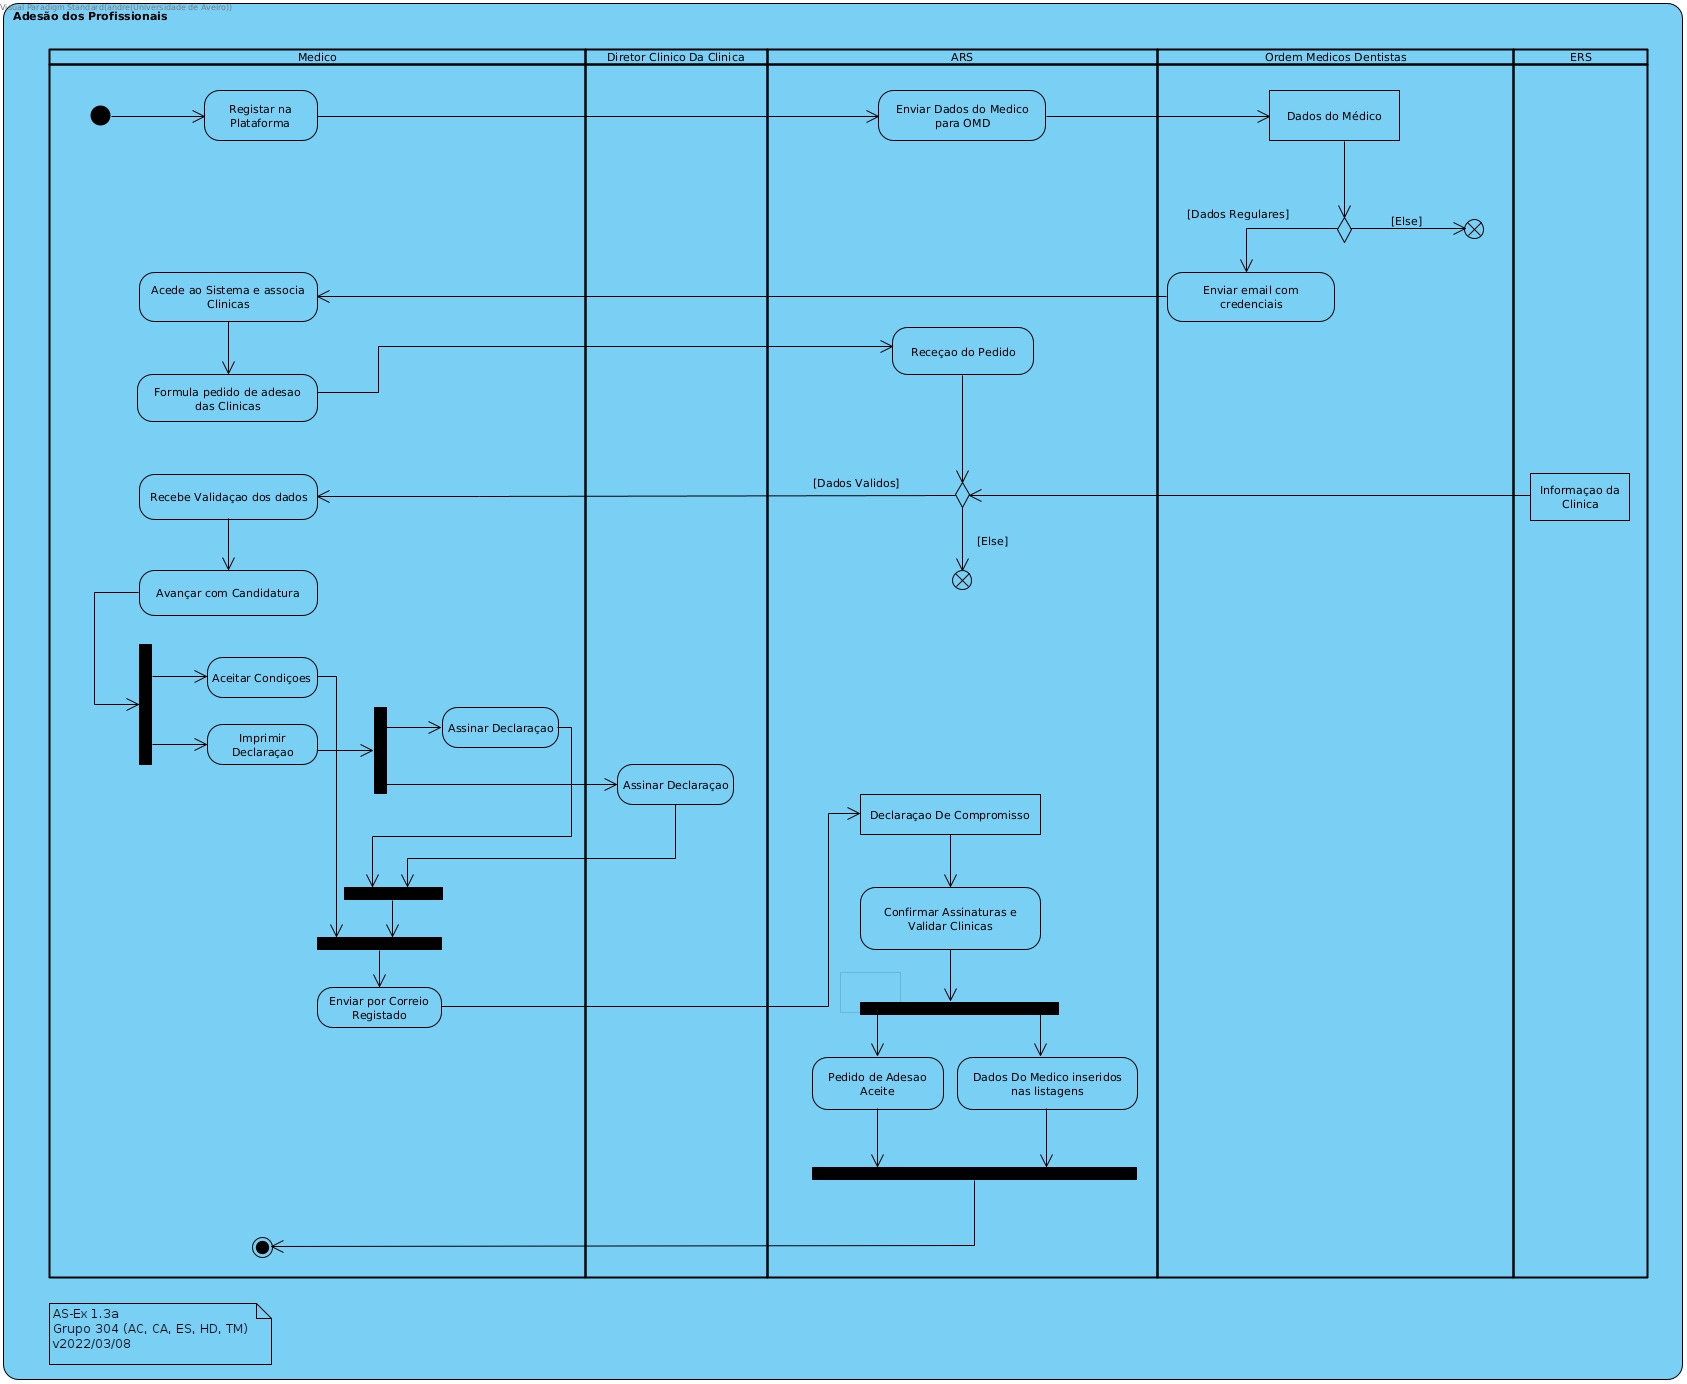 Visual Paradigm Standard(andre(Universidade de Aveiro))
Adesão dos Profissionais
Medico
Diretor Clinico Da Clinica
ARS
Ordem Medicos Dentistas
ERS
Registar na
Plataforma
Enviar Dados do Medico
para OMD
Dados do Médico
[Dados Regulares]
[Else]
Acede ao Sistema e associa
Clinicas
Enviar email com
credenciais
Receçao do Pedido
Formula pedido de adesao
das Clinicas
Recebe Validaçao dos dados
[Dados Validos]
Informaçao da
Clinica
[Else]
Avançar com Candidatura
Aceitar Condiçoes
Imprimir
Declaraçao
Assinar Declaraçao
Assinar Declaraçao
Declaraçao De Compromisso
Confirmar Assinaturas e
Validar Clinicas
Enviar por Correio
Registado
Pedido de Adesao
Aceite
Dados Do Medico inseridos
nas listagens
AS-Ex 1.3a
Grupo 304 (AC, CA, ES, HD, TM)
v2022/03/08